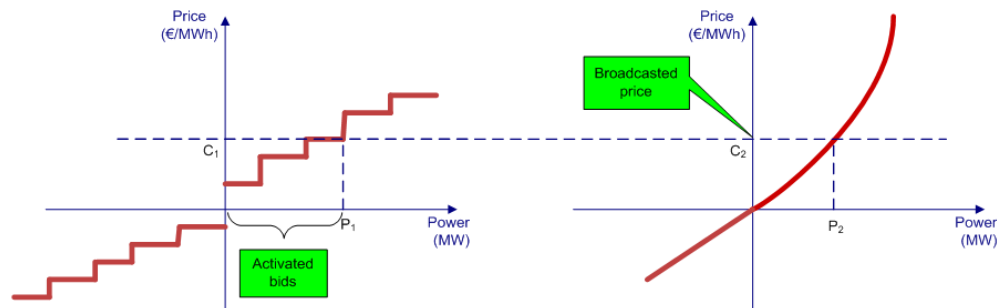 Price
(€/MWh)
C1
P1
Power
(MW)
Activated
bids
Price
(€/MWh)
Broadcasted
price
C2
P2
Power
(MW)